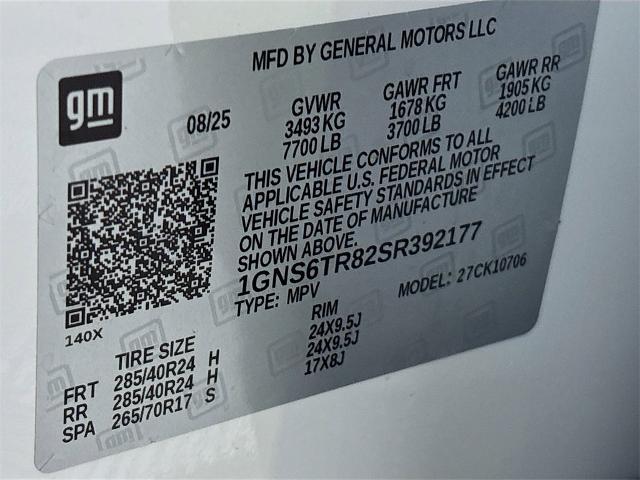 MFD BY GENERAL MOTORS LLC
gm
08/25
GVWR
3493 KG
7700 LB
GAWR FRT
1678 KG
3700 LB
GAWR RR
1905 KG
4200 LB
THIS VEHICLE CONFORMS TO ALL
APPLICABLE U.S. FEDERAL MOTOR
VEHICLE SAFETY STANDARDS IN EFFECT
ON THE DATE OF MANUFACTURE
SHOWN ABOVE.
1GNS6TR82SR392177
TYPE: MPV
MODEL: 27CK10706
140X
TIRE SIZE
RIM
FRT 285/40R24 H 24X9.5J
RR 285/40R24 H 24X9.5J
SPA 265/70R17 S 17X8J